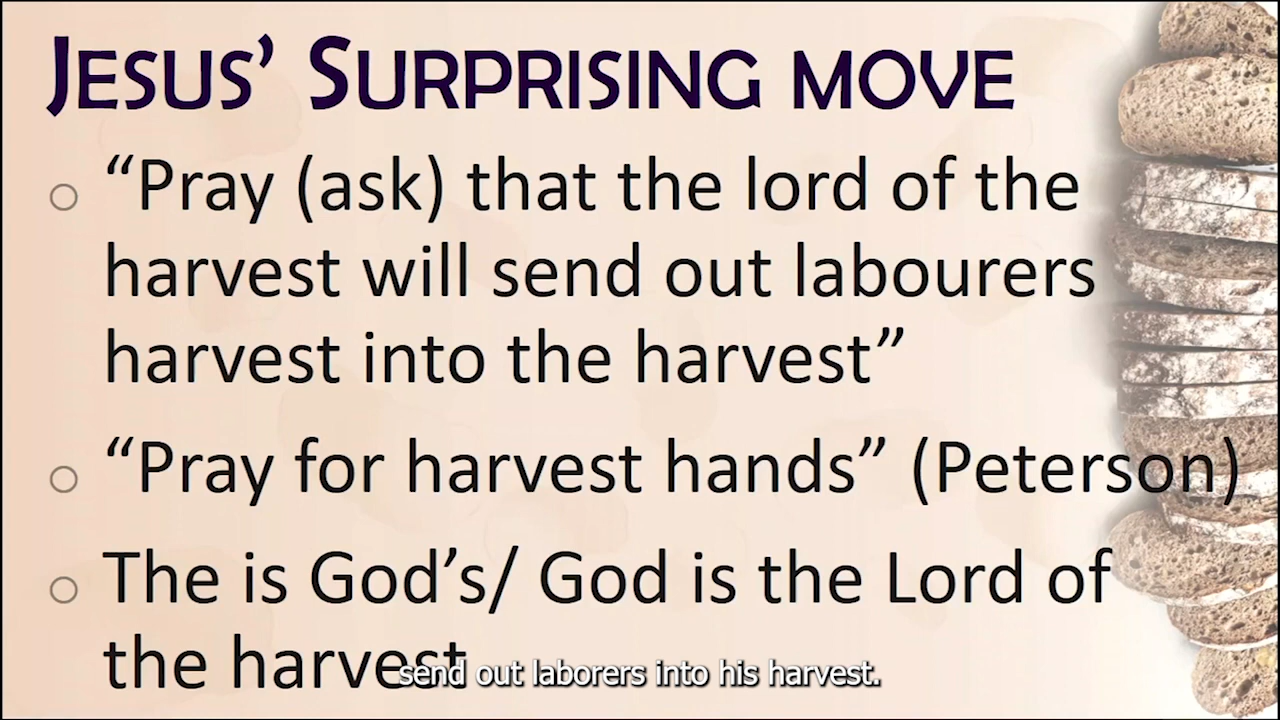 Jesus’ Surprising move
○ “Pray (ask) that the lord of the
harvest will send out labourers
harvest into the harvest”
○ “Pray for harvest hands” (Peterson)
○ The is God’s/ God is the Lord of
the harvest
send out laborers into his harvest.